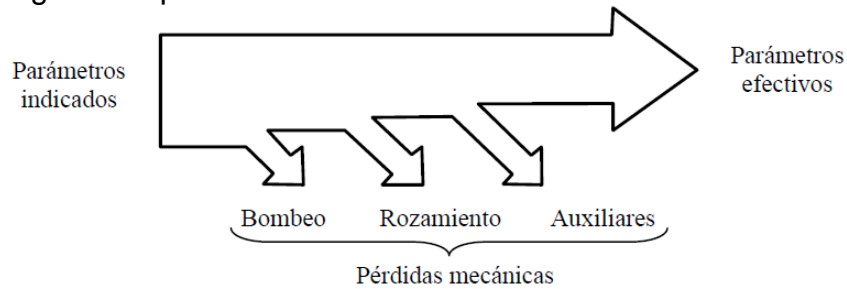 Parámetros
indicados
Parámetros
efectivos
Bombeo Rozamiento Auxiliares
Pérdidas mecánicas